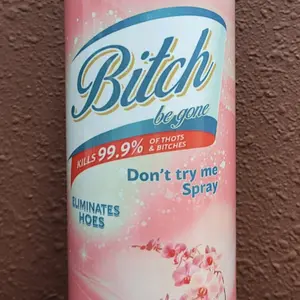 Bitch
be gone
KILLS 99.9% OF THOTS
& BITCHES
Don't try me
Spray
ELIMINATES
HOES